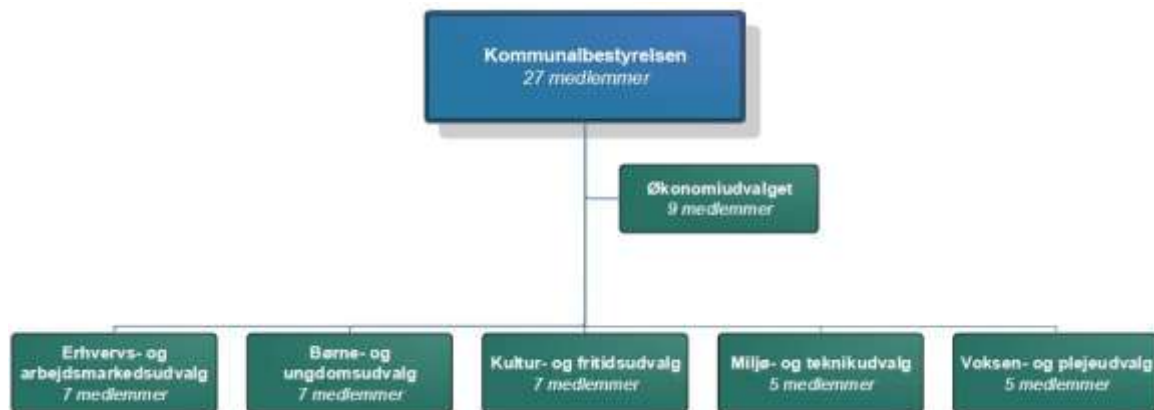 Kommunalbestyrelsen
27 medlemmer
Økonomiudvalget
9 medlemmer
Erhvervs- og
arbejdsmarkedsudvalg
7 medlemmer
Børne- og
ungdomsudvalg
7 medlemmer
Kultur- og fritidsudvalg
7 medlemmer
Miljø- og teknikudvalg
5 medlemmer
Voksen- og plejeudvalg
5 medlemmer